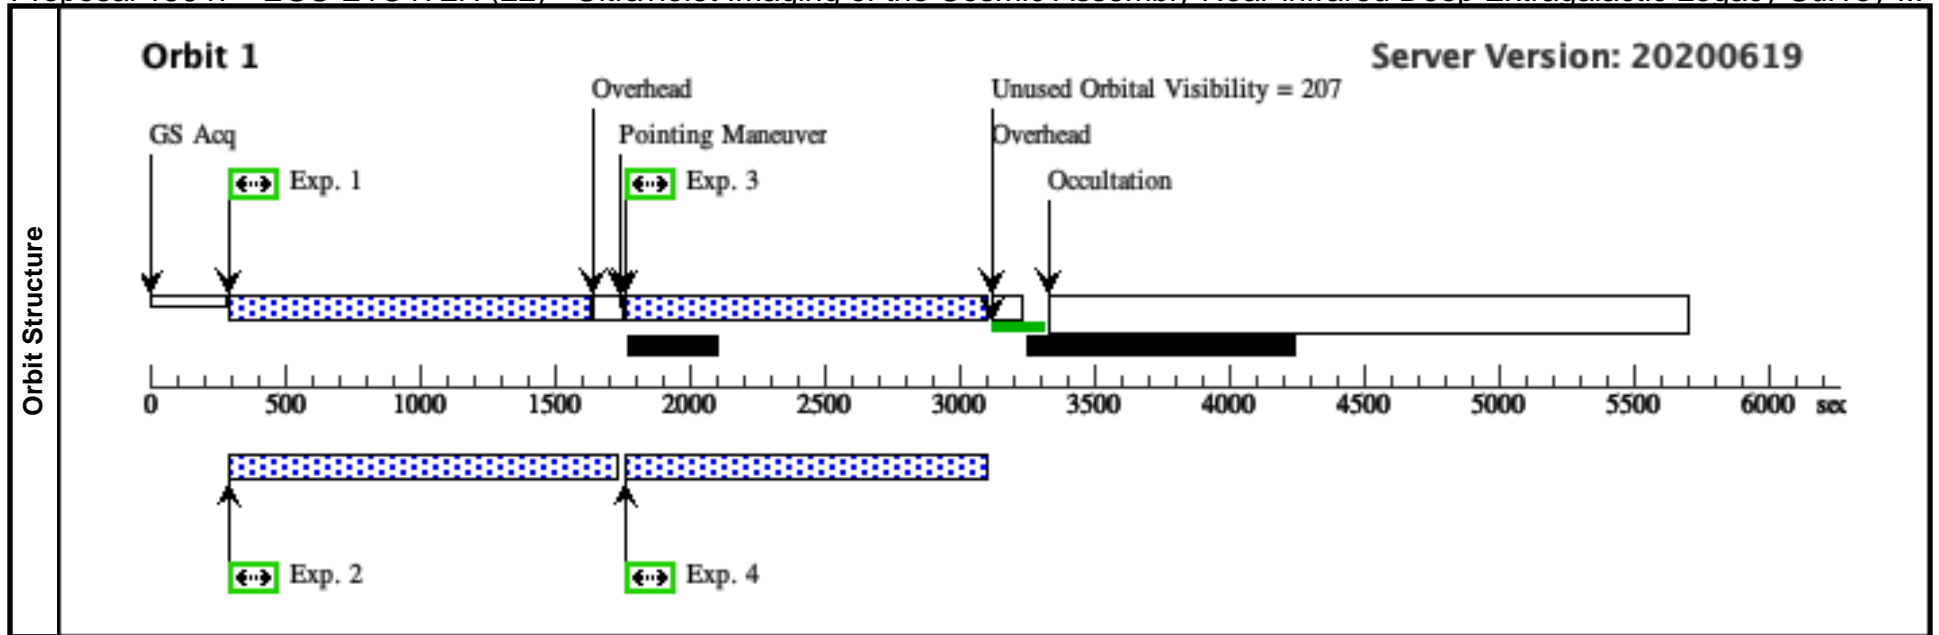 Orbit 1
Server Version: 20200619
Overhead
Unused Orbital Visibility = 207
GS Acq
Pointing Maneuver
Overhead
Exp. 1
Exp. 3
Occultation
Orbit Structure
0 500 1000 1500 2000 2500 3000 3500 4000 4500 5000 5500 6000 sec
Exp. 2
Exp. 4